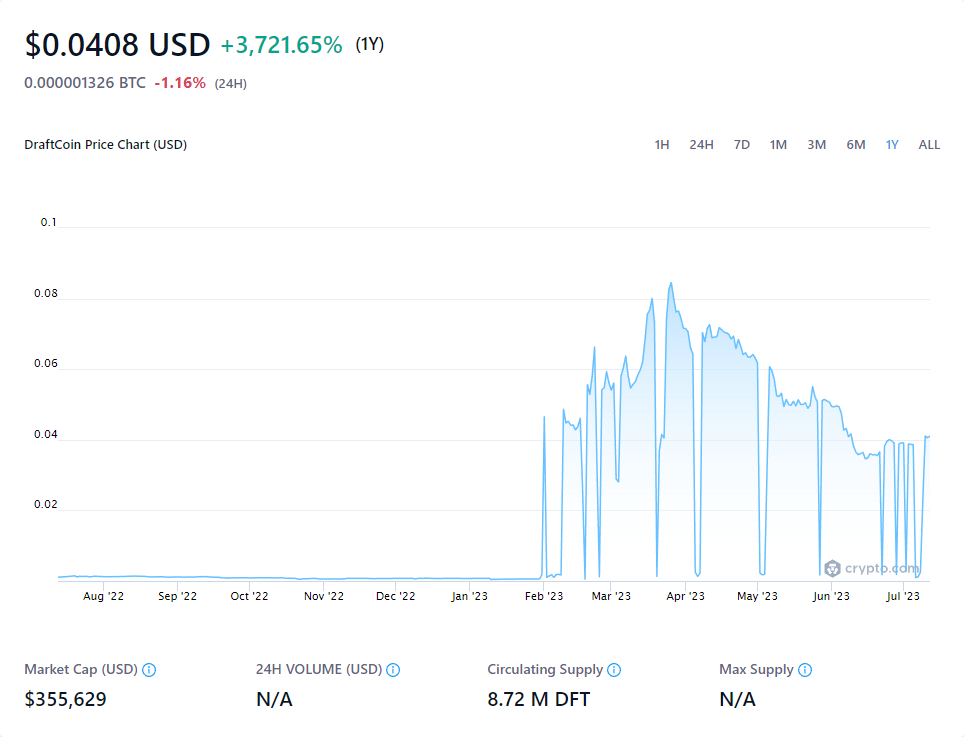 $0.0408 USD +3,721.65% (1Y)
0.000001326 BTC -1.16% (24H)
DraftCoin Price Chart (USD) 1H 24H 7D 1M 3M 6M 1Y ALL
0.1
0.08
0.06
0.04
0.02
crypto.com
Aug '22 Sep '22 Oct '22 Nov '22 Dec '22 Jan '23 Feb '23 Mar '23 Apr '23 May '23 Jun '23 Jul '23
Market Cap (USD) 24H VOLUME (USD) Circulating Supply Max Supply
$355,629 N/A 8.72 M DFT N/A